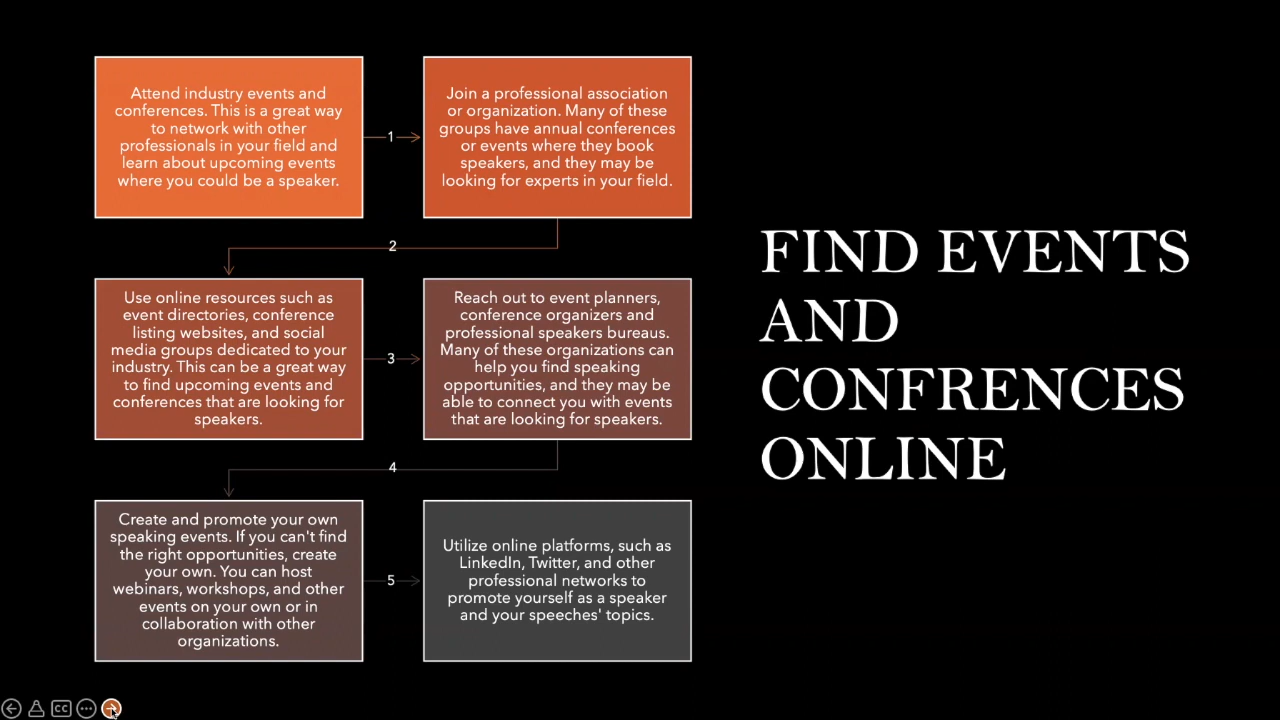 Attend industry events and
conferences. This is a great way
to network with other
professionals in your field and
learn about upcoming events
where you could be a speaker.
1
Join a professional association
or organization. Many of these
groups have annual conferences
or events where they book
speakers, and they may be
looking for experts in your field.
2
Use online resources such as
event directories, conference
listing websites, and social
media groups dedicated to your
industry. This can be a great way
to find upcoming events and
conferences that are looking for
speakers.
3
Reach out to event planners,
conference organizers and
professional speakers bureaus.
Many of these organizations can
help you find speaking
opportunities, and they may be
able to connect you with events
that are looking for speakers.
4
Create and promote your own
speaking events. If you can't find
the right opportunities, create
your own. You can host
webinars, workshops, and other
events on your own or in
collaboration with other
organizations.
5
Utilize online platforms, such as
LinkedIn, Twitter, and other
professional networks to
promote yourself as a speaker
and your speeches' topics.
FIND EVENTS
AND
CONFRENCES
ONLINE
CC